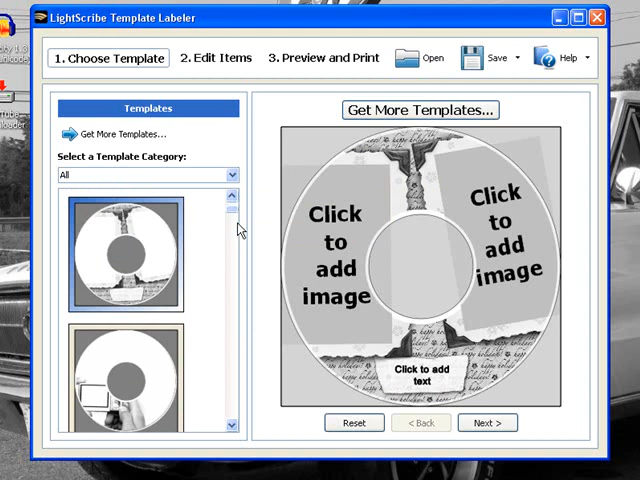 LightScribe Template Labeler
1. Choose Template
2. Edit Items
3. Preview and Print
Open
Save
Help
Templates
Get More Templates...
Select a Template Category:
All
Get More Templates...
Click
to
add
image
Click
to
add
image
happy holidays!
Click to add
text
Reset
< Back
Next >